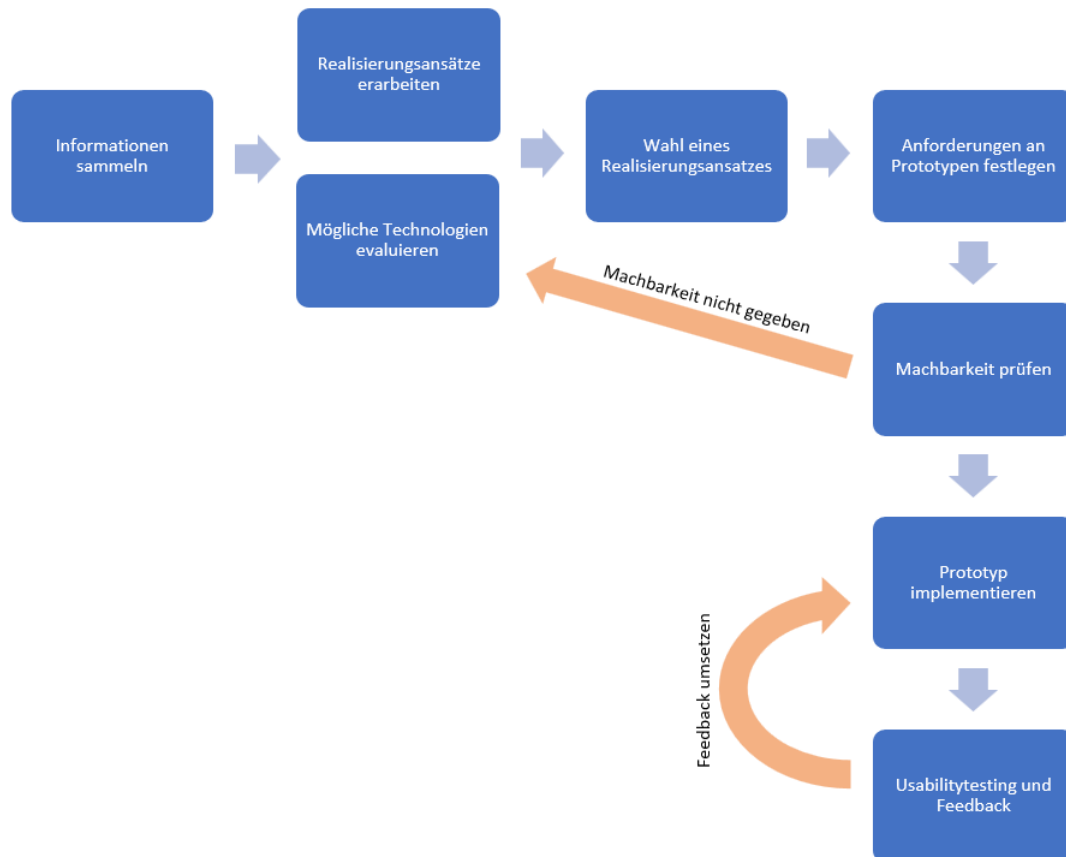 Realisierungsansätze
erarbeiten
Informationen
sammeln
Wahl eines
Realisierungsansatzes
Anforderungen an
Prototypen festlegen
Mögliche Technologien
evaluieren
Machbarkeit nicht gegeben
Machbarkeit prüfen
Prototyp
implementieren
Feedback umsetzen
Usabilitytesting und
Feedback